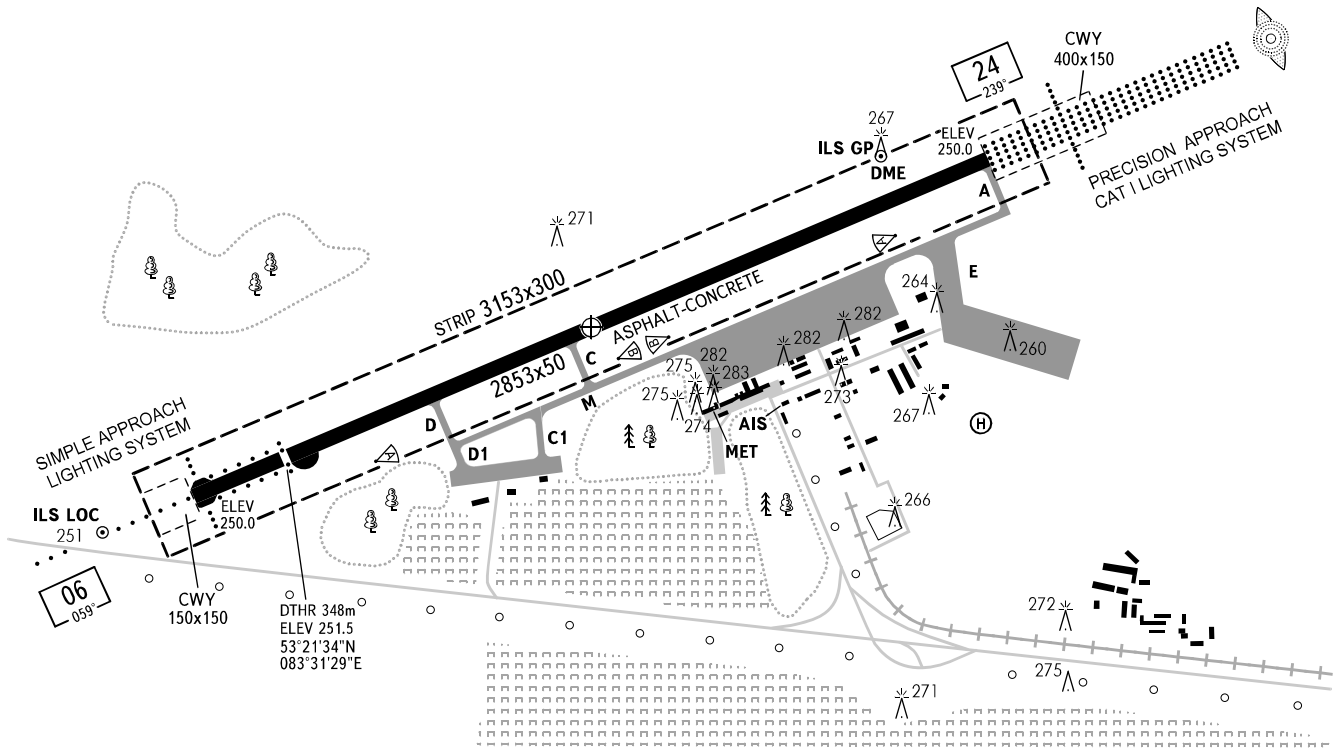 CWY
400x150
24
239°
267
ELEV
250.0
ILS GP
DME
PRECISION APPROACH
CAT I LIGHTING SYSTEM
A
271
STRIP 3153x300
ASPHALT-CONCRETE
A
E
264
260
282
282
B
B
C
2853x50
282
275
283
275
274
273
267
M
AIS
MET
H
SIMPLE APPROACH
LIGHTING SYSTEM
D
C1
D1
A
ELEV
250.0
ILS LOC
251
266
06
059°
CWY
150x150
DTHR 348m
ELEV 251.5
53°21'34"N
083°31'29"E
272
275
271